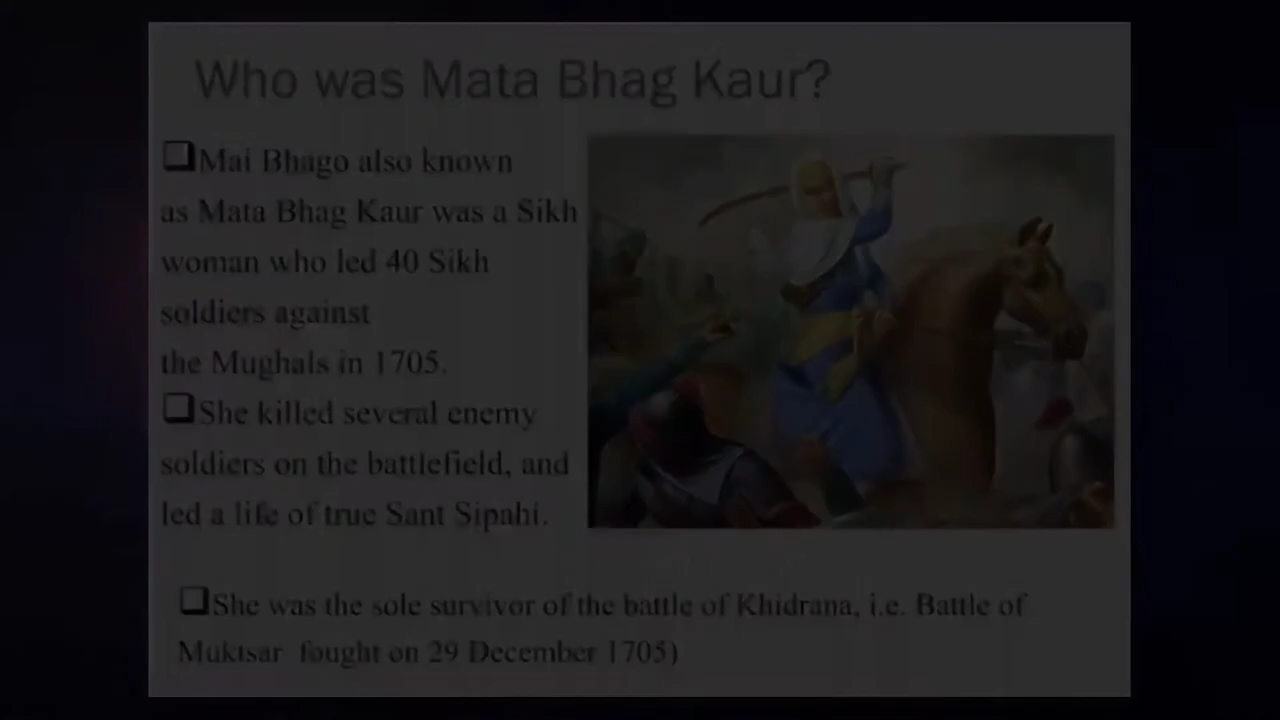 Who was Mata Bhag Kaur?
❑Mai Bhago also known
as Mata Bhag Kaur was a Sikh
woman who led 40 Sikh
soldiers against
the Mughals in 1705.
❑She killed several enemy
soldiers on the battlefield, and
led a life of true Sant Sipahi.
❑She was the sole survivor of the battle of Khidrana, i.e. Battle of
Muktsar fought on 29 December 1705)